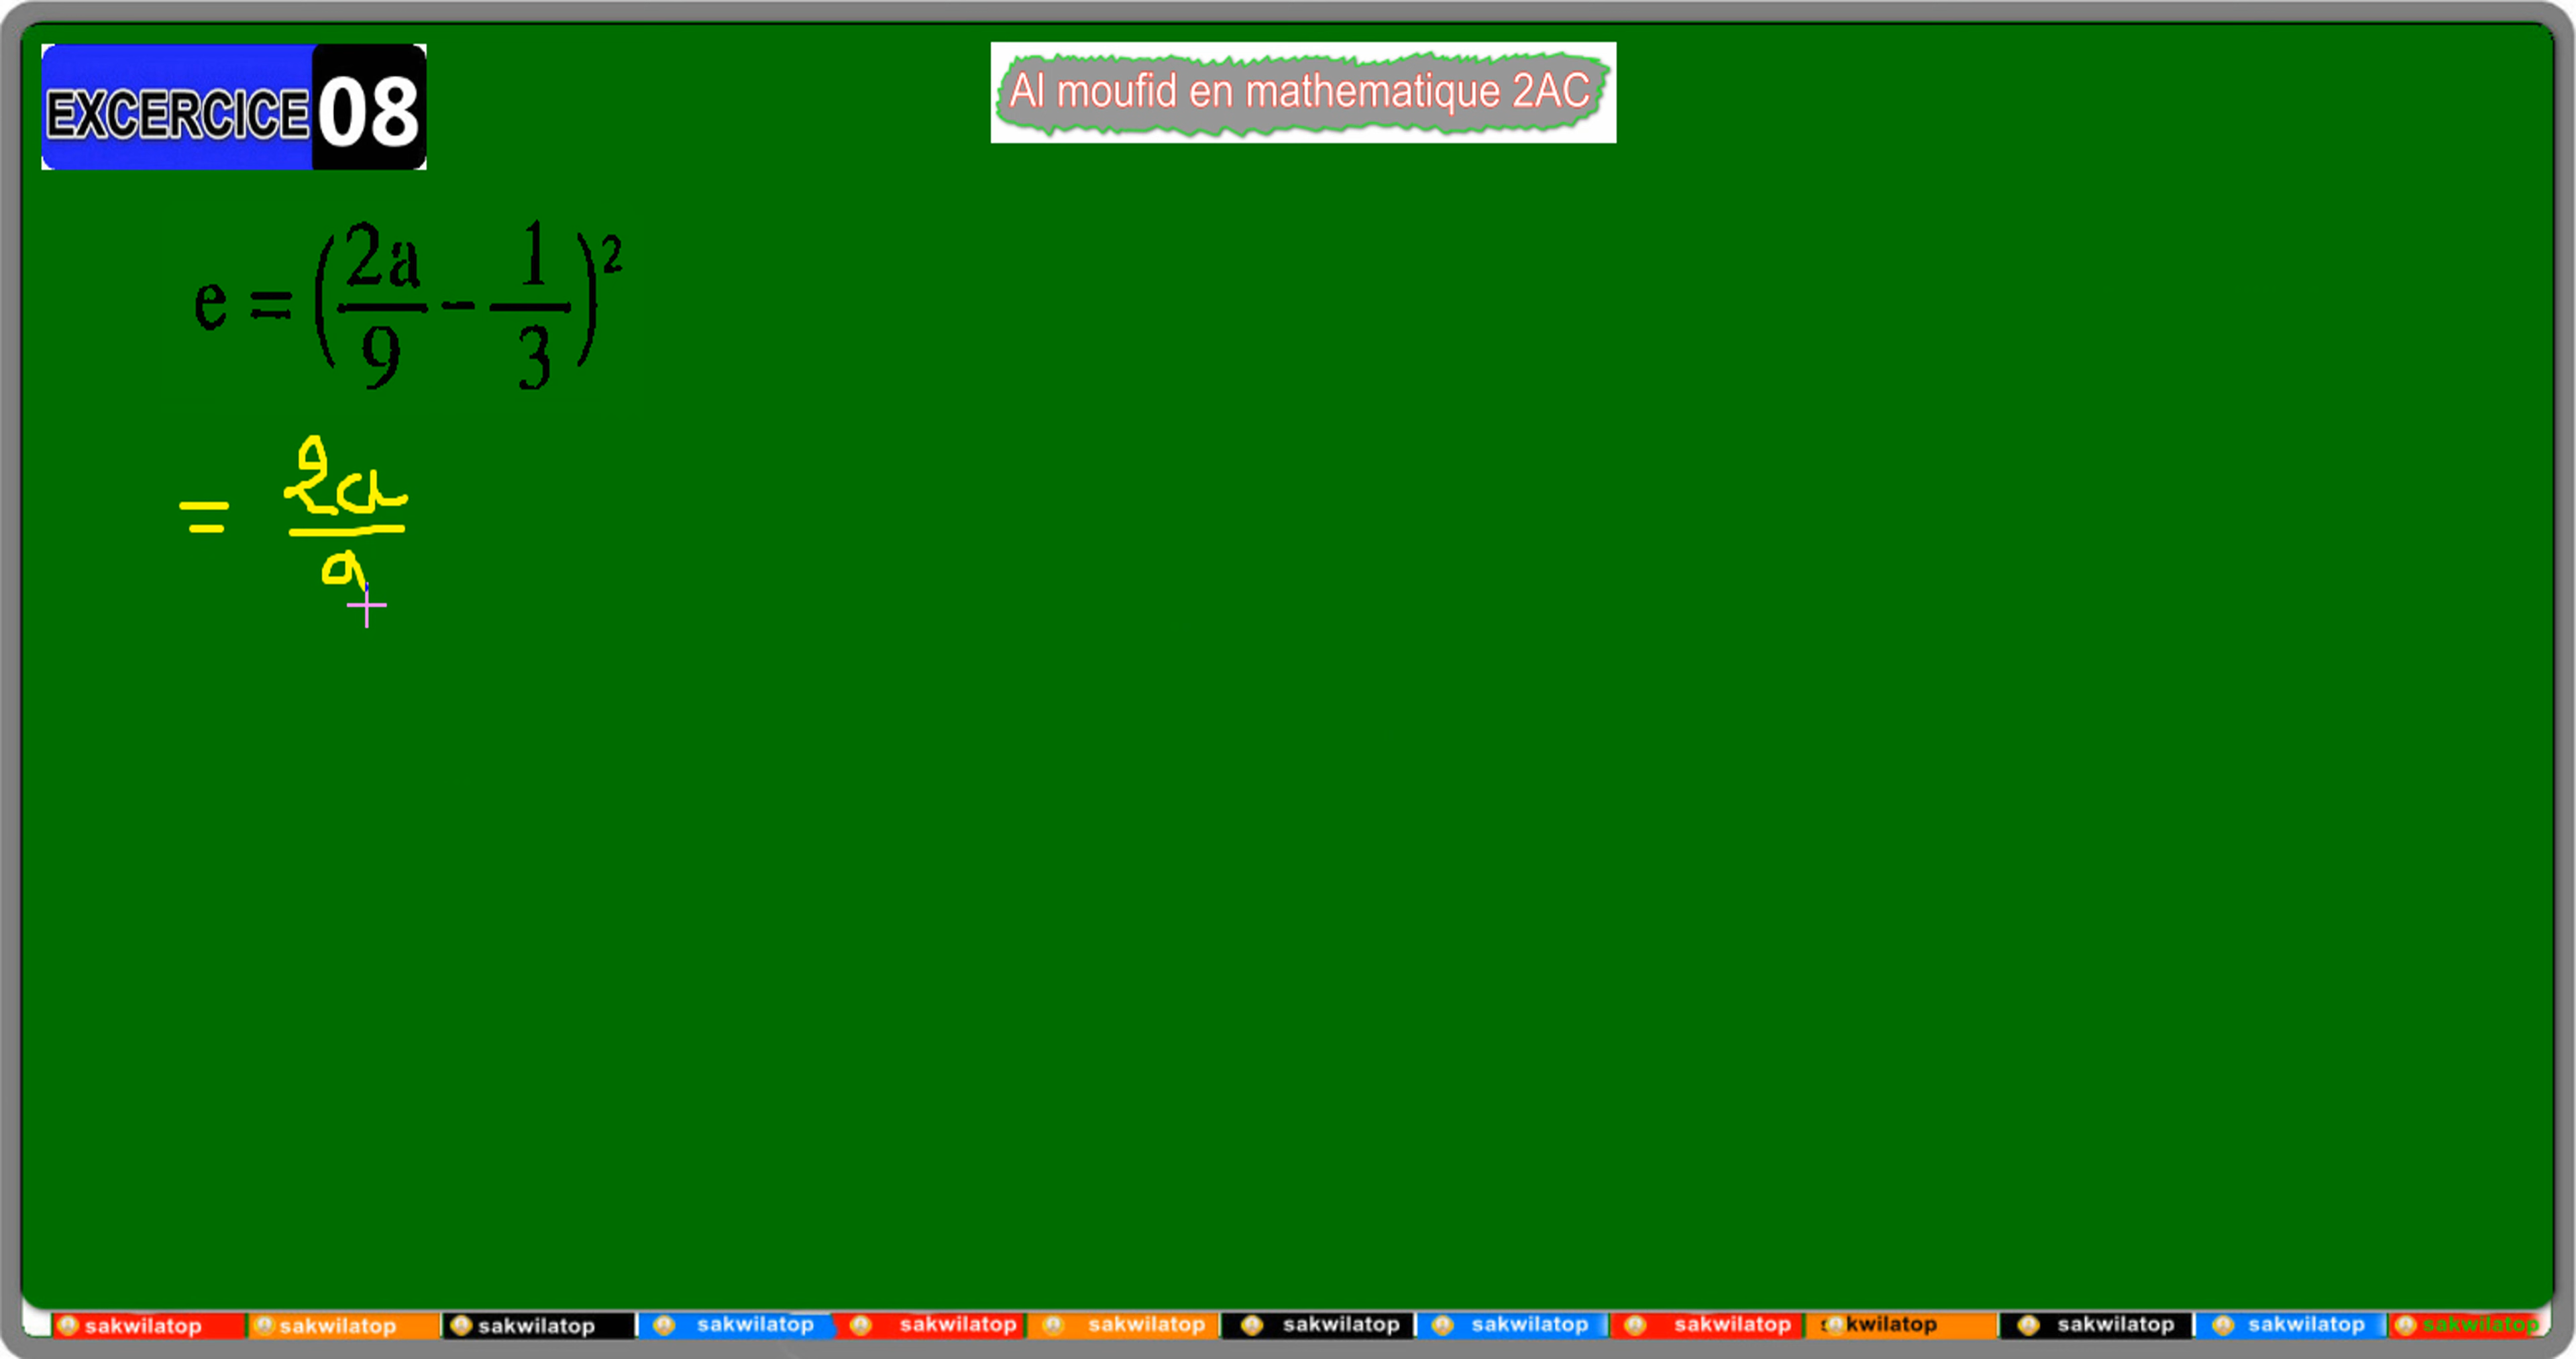 EXCERCICE 08
Al moufid en mathematique 2AC
e = (2a/9 - 1/3)²
= 2a/9
sakwilatop sakwilatop sakwilatop sakwilatop sakwilatop sakwilatop sakwilatop sakwilatop sakwilatop kwilatop sakwilatop sakwilatop sakwilatop